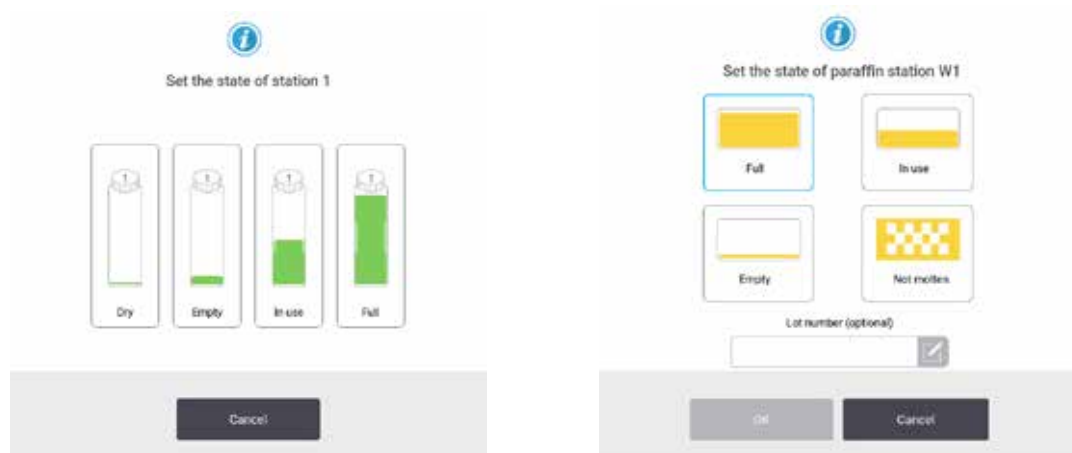 Set the state of station 1
1
1
1
1
Dry
Empty
In use
Full
Cancel
Set the state of paraffin station W1
Full
In use
Empty
Not molten
Lot number (optional)
OK
Cancel